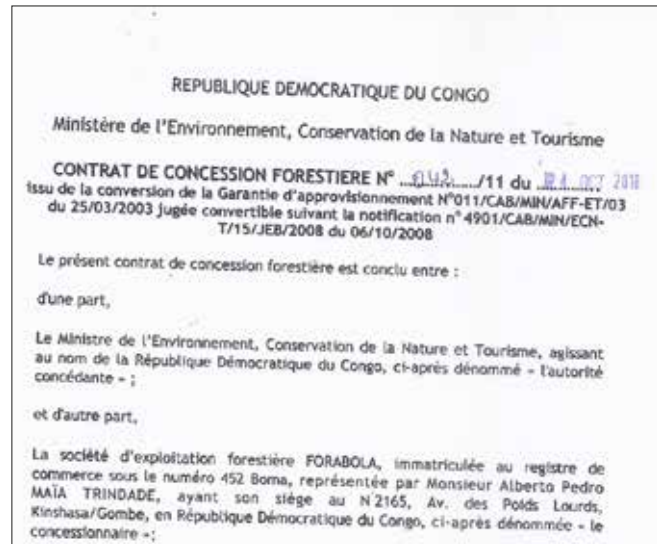 REPUBLIQUE DEMOCRATIQUE DU CONGO
Ministère de l'Environnement, Conservation de la Nature et Tourisme
CONTRAT DE CONCESSION FORESTIERE N° ......../11 du ........
issu de la conversion de la Garantie d'approvisionnement N°011/CAB/MIN/AFF-ET/03
du 25/03/2003 jugée convertible suivant la notification n° 4901/CAB/MIN/ECN-
T/15/JEB/2008 du 06/10/2008
Le présent contrat de concession forestière est conclu entre :
d'une part,
Le Ministre de l'Environnement, Conservation de la Nature et Tourisme, agissant
au nom de la République Démocratique du Congo, ci-après dénommé « l'autorité
concédante » ;
et d'autre part,
La société d'exploitation forestière FORABOLA, immatriculée au registre de
commerce sous le numéro 452 Boma, représentée par Monsieur Alberto Pedro
MAÏA TRINDADE, ayant son siège au N°2165, Av. des Poids Lourds,
Kinshasa/Gombe, en République Démocratique du Congo, ci-après dénommée « le
concessionnaire »;